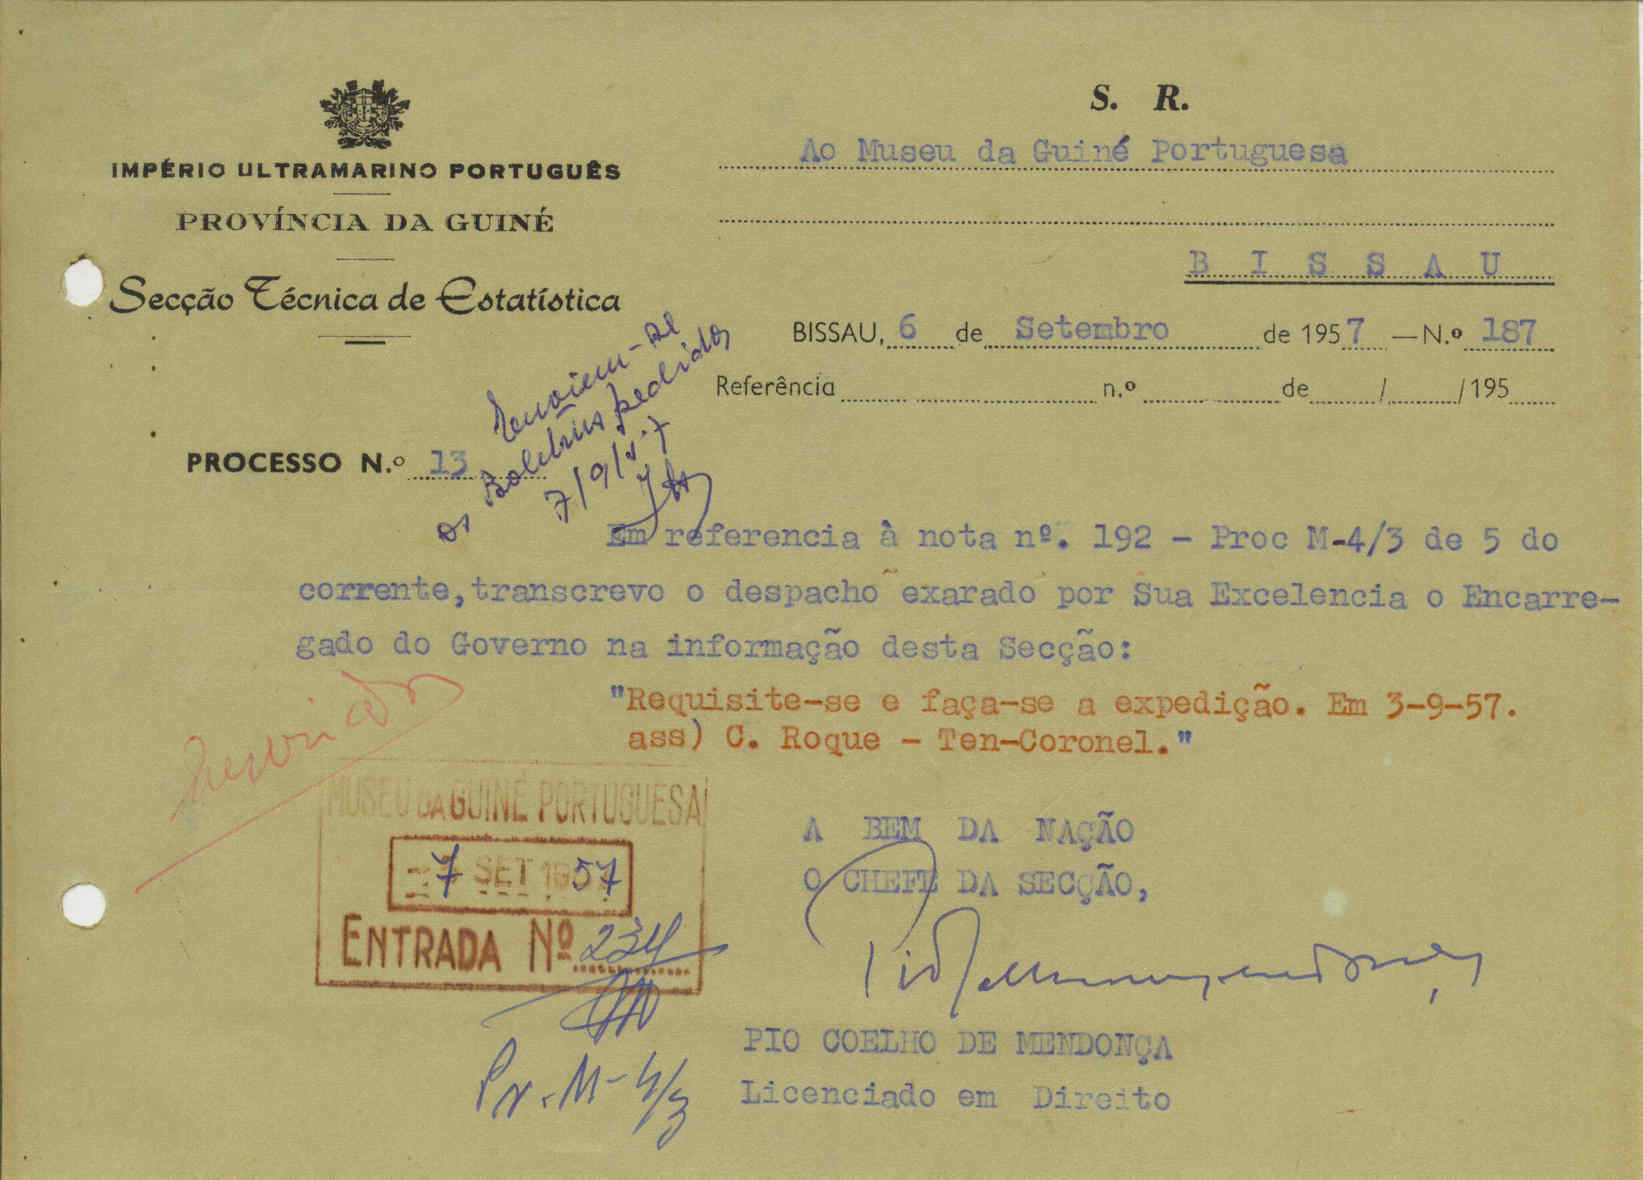 IMPÉRIO ULTRAMARINO PORTUGUÊS
PROVÍNCIA DA GUINÉ
Secção Técnica de Estatística
S. R.
Ao Museu da Guiné Portuguesa
B I S S A U
BISSAU, 6 de Setembro de 1957 — N.º 187
Referência n.º de / /195
PROCESSO N.º 13
Enviem-se
os Boletins pedidos
7/9/57
Em referencia à nota nº. 192 - Proc M-4/3 de 5 do
corrente, transcrevo o despacho exarado por Sua Excelencia o Encarre-
gado do Governo na informação desta Secção:
"Requisite-se e faça-se a expedição. Em 3-9-57.
ass) C. Roque - Ten-Coronel."
MUSEU DA GUINÉ PORTUGUESA
-7 SET 1957
ENTRADA Nº 234
Pr. M-4/3
A BEM DA NAÇÃO
O CHEFE DA SECÇÃO,
PIO COELHO DE MENDONÇA
Licenciado em Direito